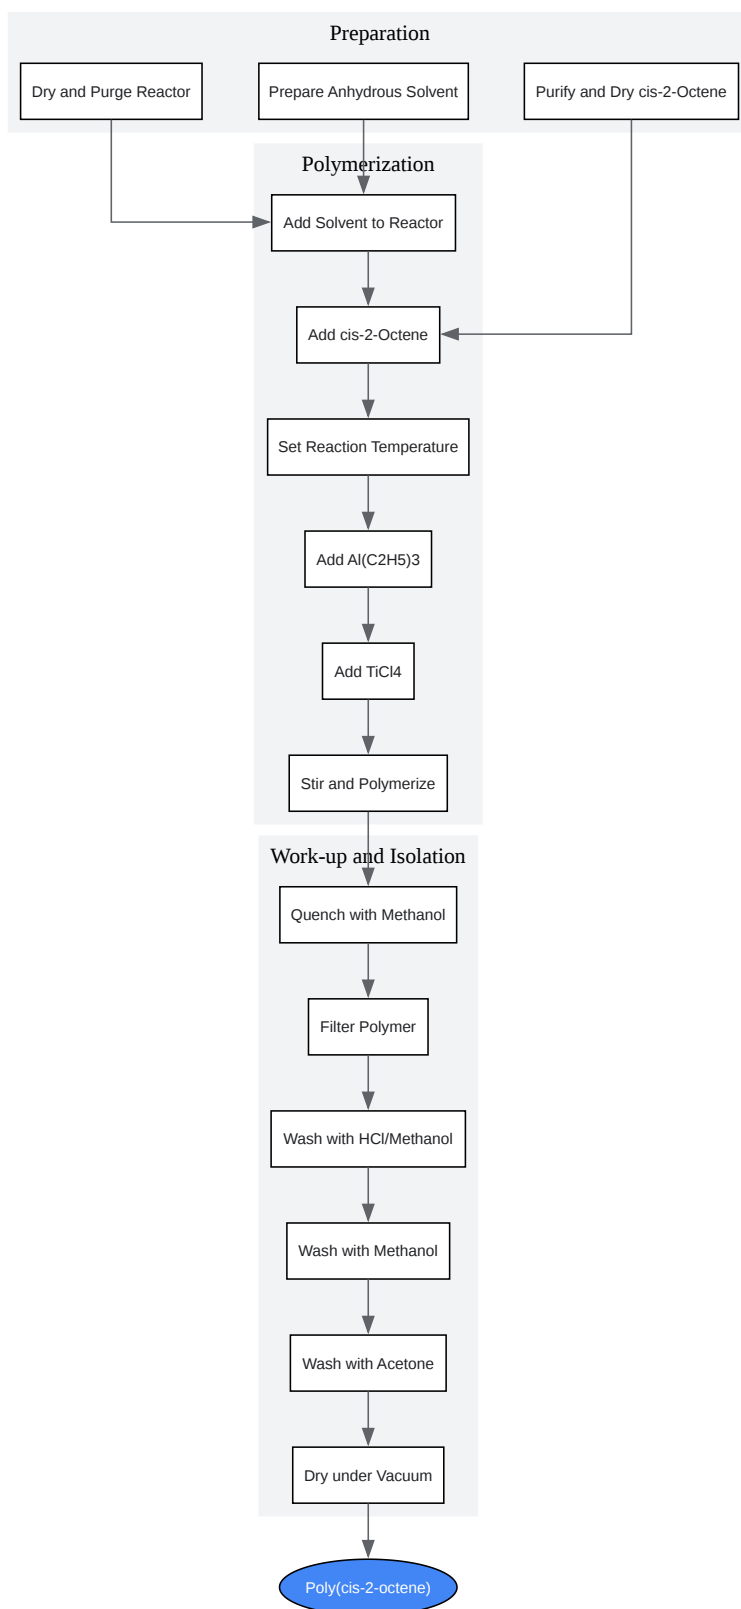 Preparation
Dry and Purge Reactor
Prepare Anhydrous Solvent
Purify and Dry cis-2-Octene
Polymerization
Add Solvent to Reactor
Add cis-2-Octene
Set Reaction Temperature
Add Al(C2H5)3
Add TiCl4
Stir and Polymerize
Work-up and Isolation
Quench with Methanol
Filter Polymer
Wash with HCl/Methanol
Wash with Methanol
Wash with Acetone
Dry under Vacuum
Poly(cis-2-octene)